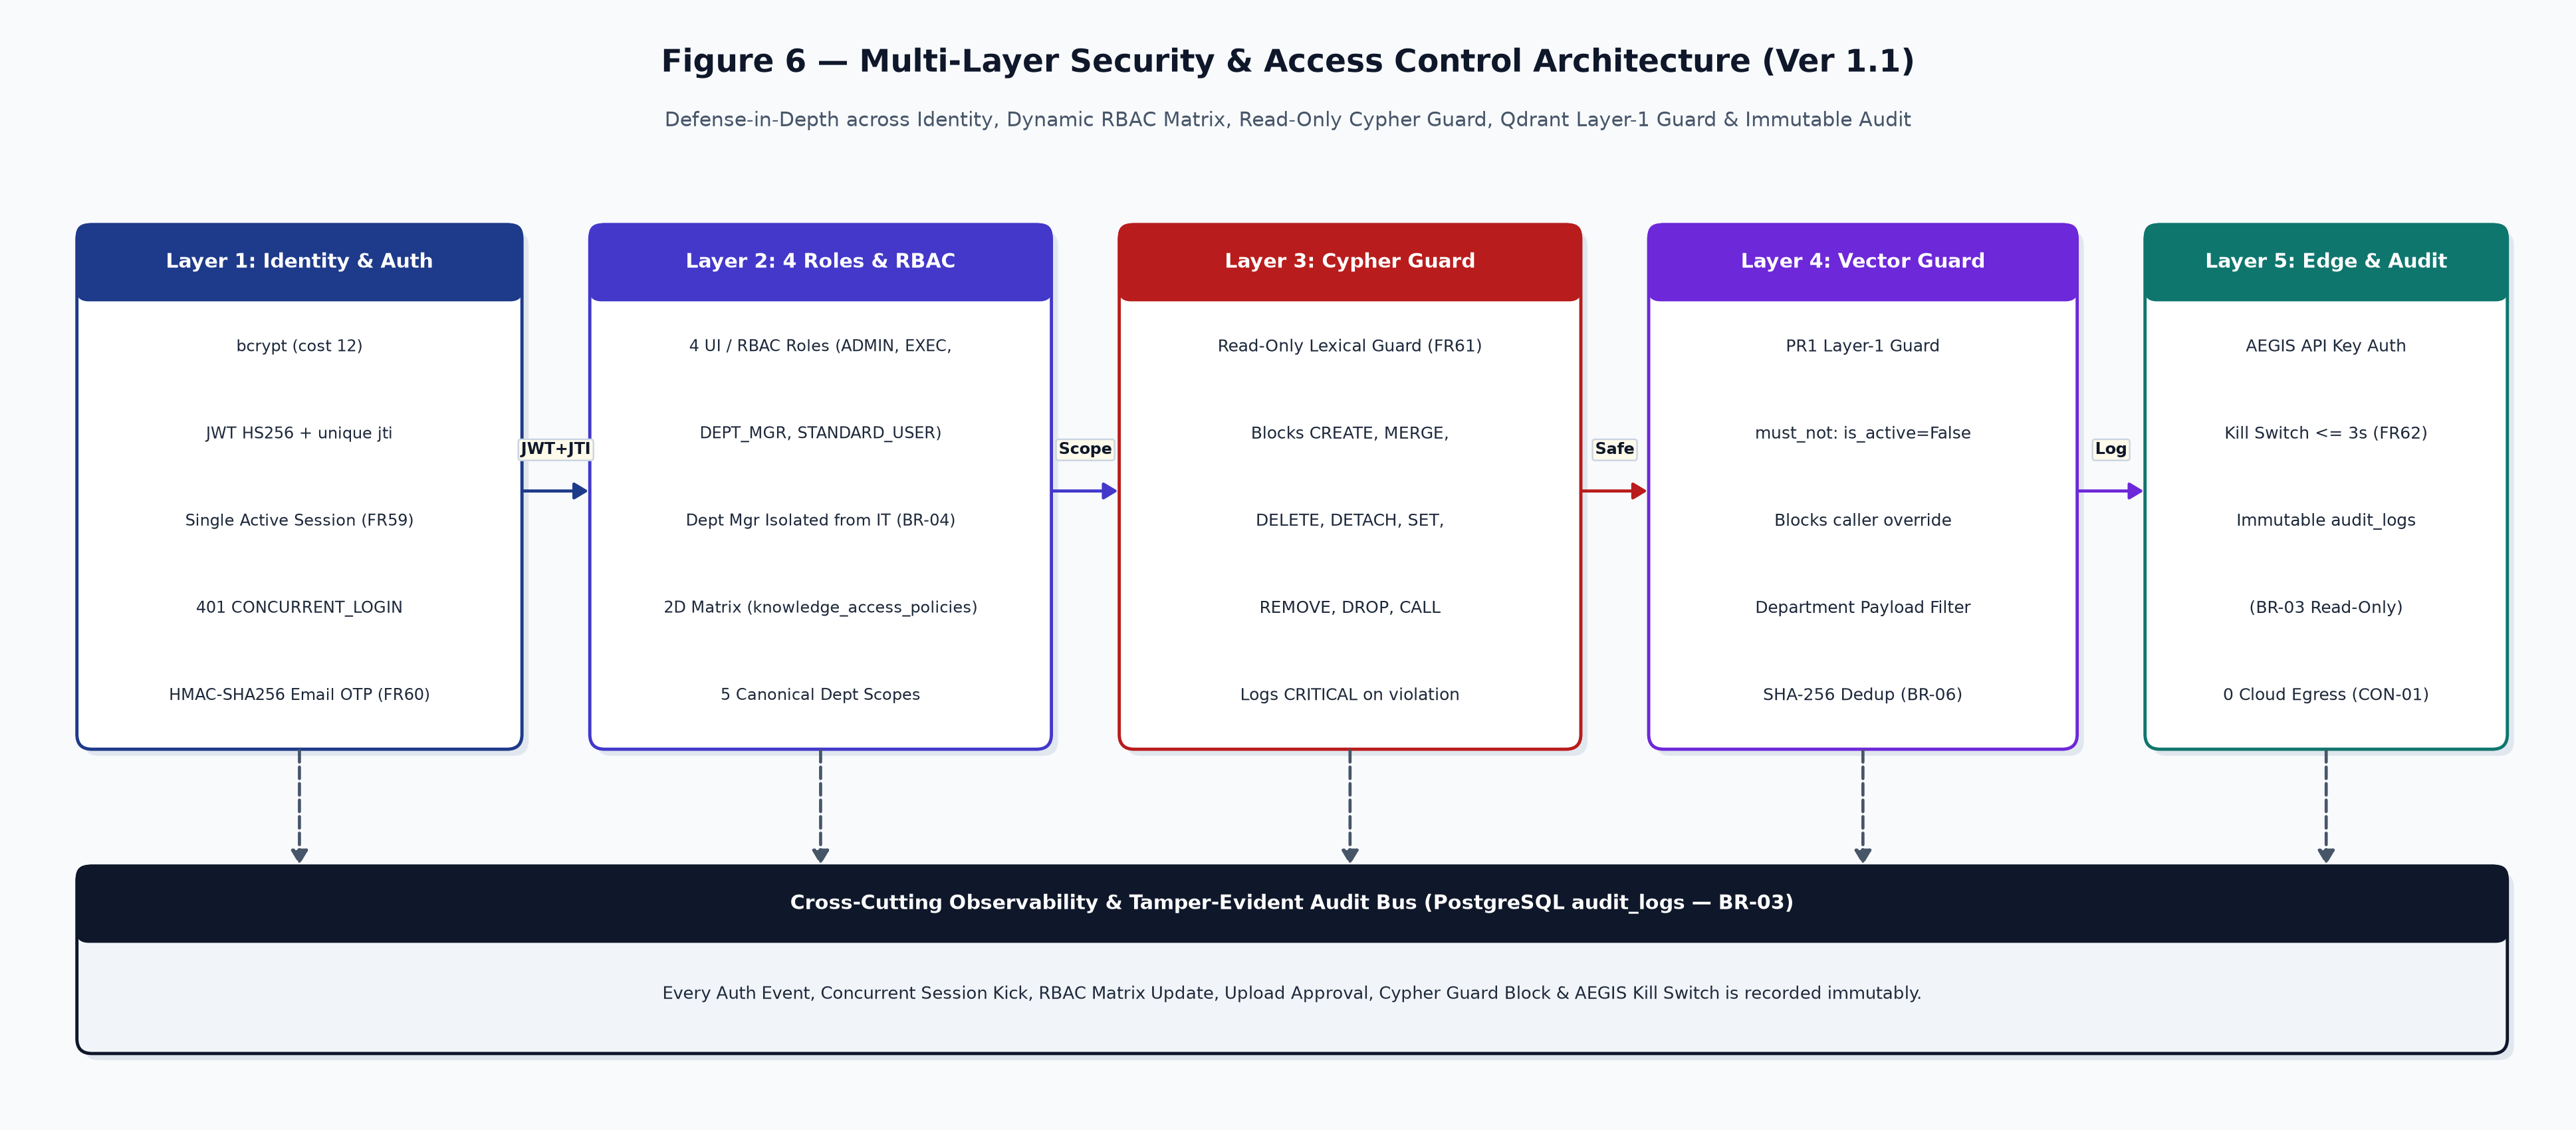 Figure 6 — Multi-Layer Security & Access Control Architecture (Ver 1.1)
Defense-in-Depth across Identity, Dynamic RBAC Matrix, Read-Only Cypher Guard, Qdrant Layer-1 Guard & Immutable Audit
Layer 1: Identity & Auth
bcrypt (cost 12)
JWT HS256 + unique jti
Single Active Session (FR59)
401 CONCURRENT_LOGIN
HMAC-SHA256 Email OTP (FR60)
JWT+JTI
Layer 2: 4 Roles & RBAC
4 UI / RBAC Roles (ADMIN, EXEC,
DEPT_MGR, STANDARD_USER)
Dept Mgr Isolated from IT (BR-04)
2D Matrix (knowledge_access_policies)
5 Canonical Dept Scopes
Scope
Layer 3: Cypher Guard
Read-Only Lexical Guard (FR61)
Blocks CREATE, MERGE,
DELETE, DETACH, SET,
REMOVE, DROP, CALL
Logs CRITICAL on violation
Safe
Layer 4: Vector Guard
PR1 Layer-1 Guard
must_not: is_active=False
Blocks caller override
Department Payload Filter
SHA-256 Dedup (BR-06)
Log
Layer 5: Edge & Audit
AEGIS API Key Auth
Kill Switch <= 3s (FR62)
Immutable audit_logs
(BR-03 Read-Only)
0 Cloud Egress (CON-01)
Cross-Cutting Observability & Tamper-Evident Audit Bus (PostgreSQL audit_logs — BR-03)
Every Auth Event, Concurrent Session Kick, RBAC Matrix Update, Upload Approval, Cypher Guard Block & AEGIS Kill Switch is recorded immutably.